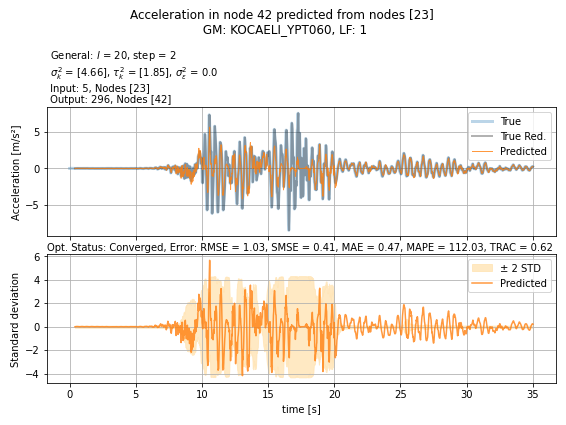 Acceleration in node 42 predicted from nodes [23]
GM: KOCAELI_YPT060, LF: 1
General: l = 20, step = 2
σ²ₖ = [4.66], τ²ₖ = [1.85], σ²ε = 0.0
Input: 5, Nodes [23]
Output: 296, Nodes [42]
Acceleration [m/s²]
5
0
−5
True
True Red.
Predicted
Opt. Status: Converged, Error: RMSE = 1.03, SMSE = 0.41, MAE = 0.47, MAPE = 112.03, TRAC = 0.62
Standard deviation
6
4
2
0
−2
−4
± 2 STD
Predicted
0 5 10 15 20 25 30 35
time [s]